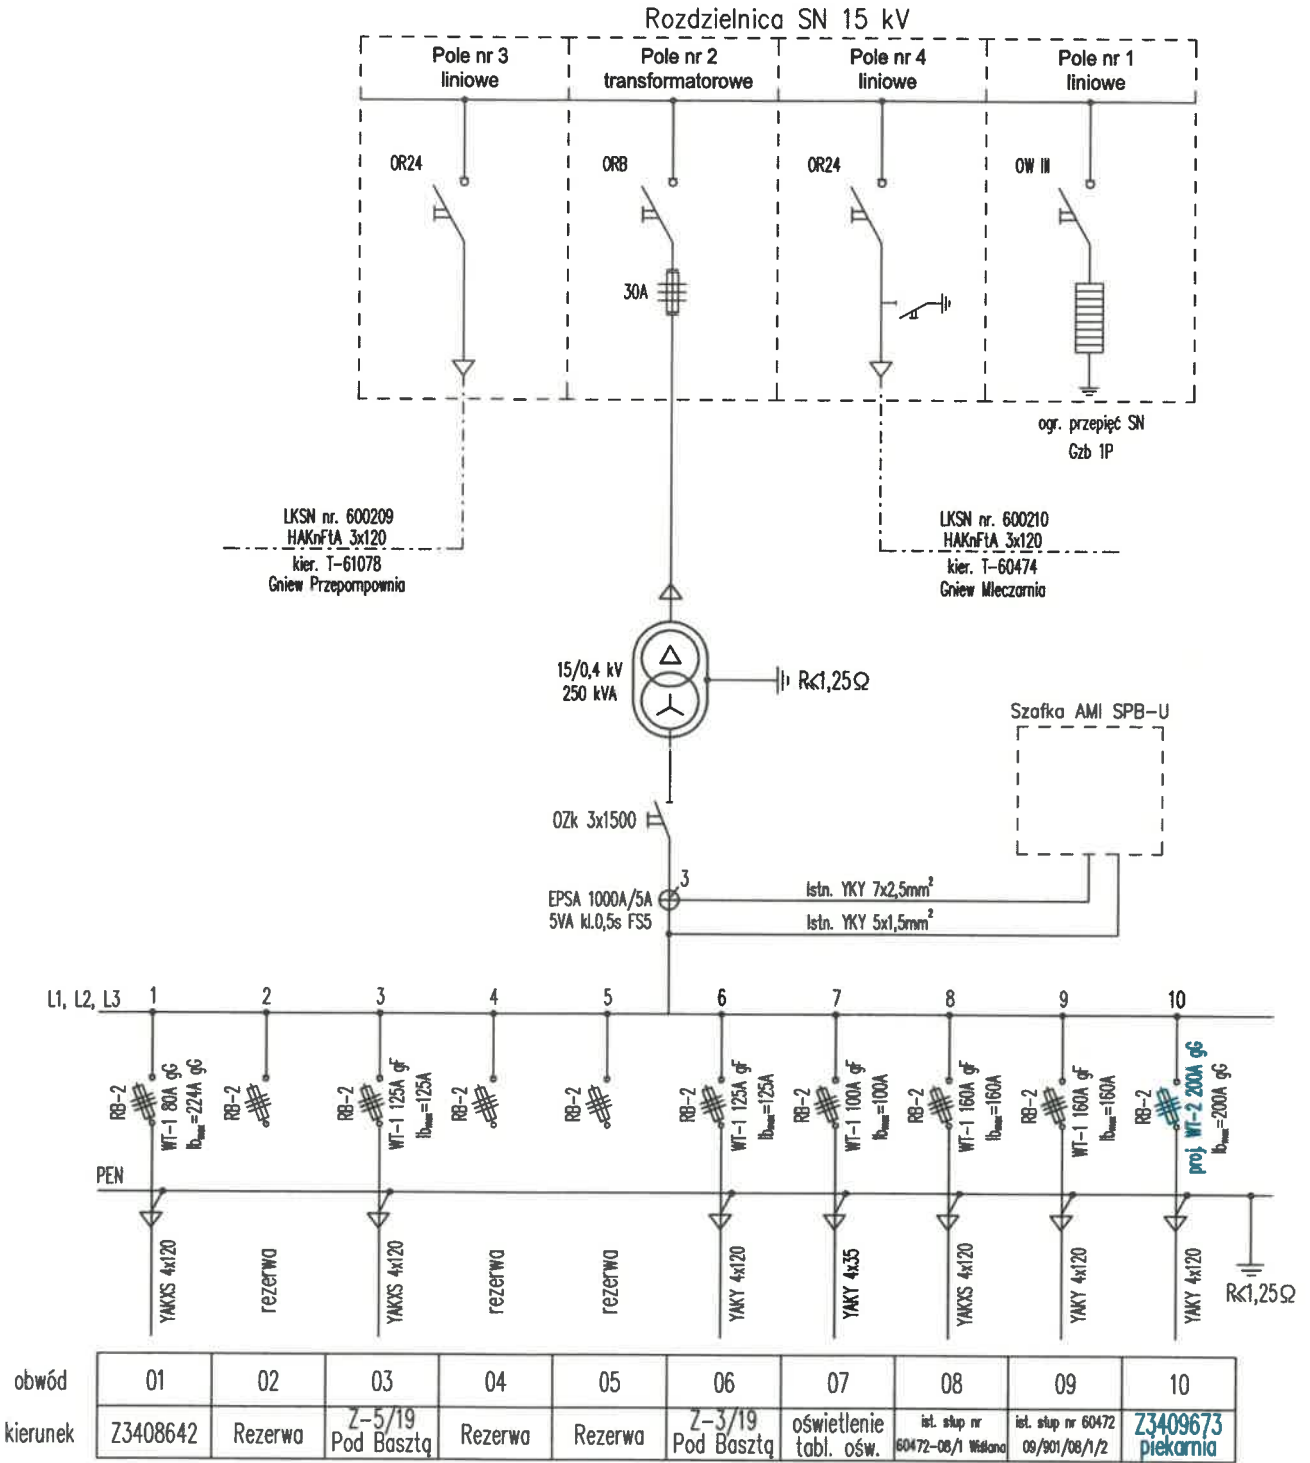 Rozdzielnica SN 15 kV
Pole nr 3
liniowe
Pole nr 2
transformatorowe
Pole nr 4
liniowe
Pole nr 1
liniowe
OR24
ORB
OR24
OW III
30A
ogr. przepięć SN
Gzb 1P
LKSN nr. 600209
HAKnFtA 3x120
kier. T-61078
Gniew Przepompownia
LKSN nr. 600210
HAKnFtA 3x120
kier. T-60474
Gniew Mleczarnia
15/0,4 kV
250 kVA
R≤1,25Ω
Szafka AMI SPB-U
OZk 3x1500
3
EPSA 1000A/5A
5VA kl.0,5s FS5
Istn. YKY 7x2,5mm²
Istn. YKY 5x1,5mm²
L1, L2, L3
1
2
3
4
5
6
7
8
9
10
RB-2
WT-1 80A gG
Ibmax=224A gG
RB-2
RB-2
WT-1 125A gF
Ibmax=125A
RB-2
RB-2
RB-2
WT-1 125A gF
Ibmax=125A
RB-2
WT-1 100A gF
Ibmax=100A
RB-2
WT-1 160A gF
Ibmax=160A
RB-2
WT-1 160A gF
Ibmax=160A
RB-2
proj. WT-2 200A gG
Ibmax=200A gG
PEN
YAKXS 4x120
rezerwa
YAKXS 4x120
rezerwa
rezerwa
YAKY 4x120
YAKY 4x35
YAKXS 4x120
YAKY 4x120
YAKY 4x120
R≤1,25Ω
obwód 01 02 03 04 05 06 07 08 09 10
kierunek
Z3408642
Rezerwa
Z-5/19
Pod Basztą
Rezerwa
Rezerwa
Z-3/19
Pod Basztą
oświetlenie
tabl. ośw.
ist. słup nr
60472-08/1 Wiślana
ist. słup nr 60472
09/901/08/1/2
Z3409673
piekarnia